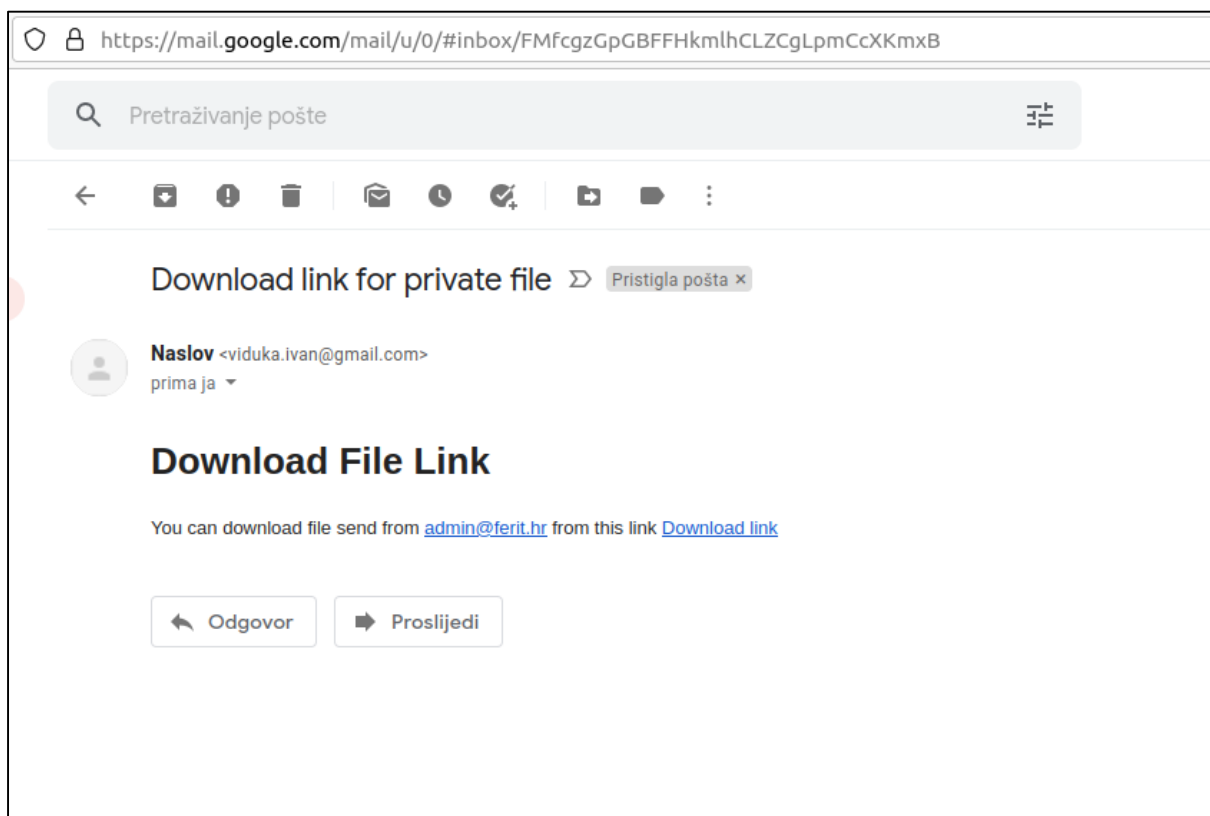 https://mail.google.com/mail/u/0/#inbox/FMfcgzGpGBFFHkmlhCLZCgLpmCcXKmxB
Pretraživanje pošte
Download link for private file Pristigla pošta ×
Naslov <viduka.ivan@gmail.com>
prima ja
Download File Link
You can download file send from admin@ferit.hr from this link Download link
Odgovor Proslijedi